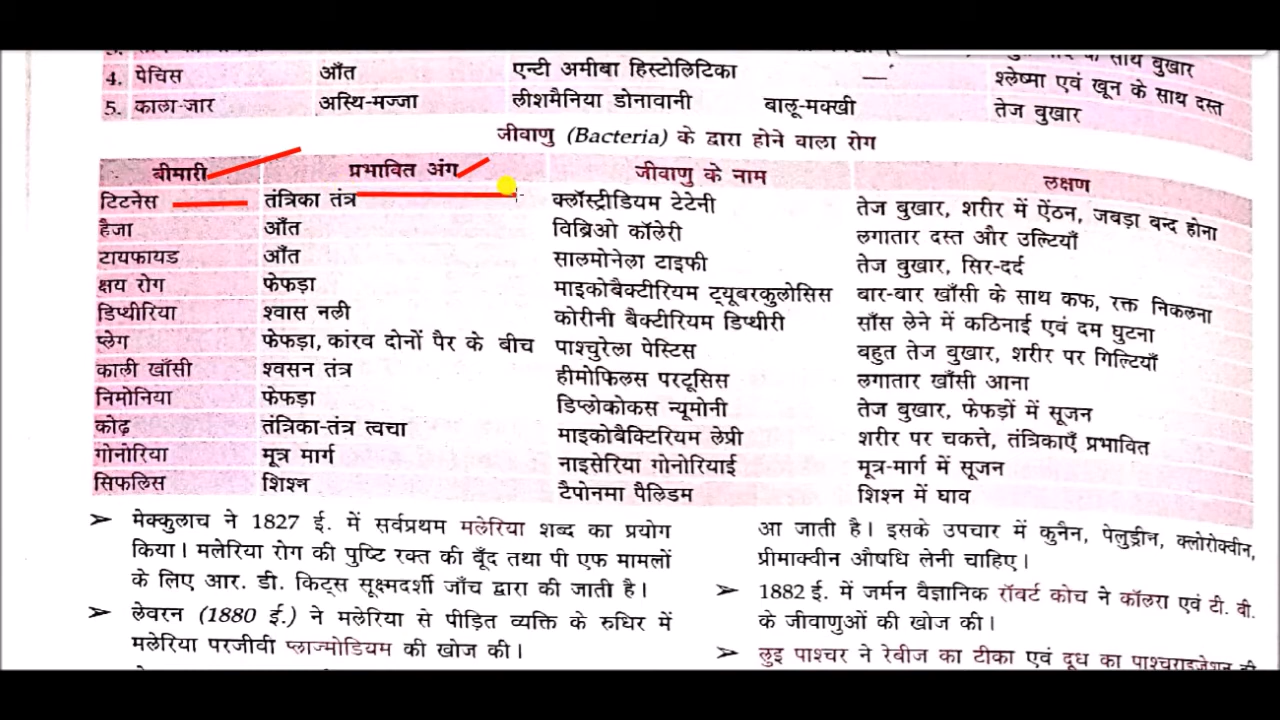 4. पेचिस आँत एन्टी अमीबा हिस्टोलिटिका — श्लेष्मा एवं खून के साथ दस्त
5. काला-जार अस्थि-मज्जा लीशमैनिया डोनावानी बालू-मक्खी तेज बुखार
जीवाणु (Bacteria) के द्वारा होने वाला रोग
बीमारी प्रभावित अंग जीवाणु के नाम लक्षण
टिटनेस तंत्रिका तंत्र क्लॉस्ट्रीडियम टेटेनी तेज बुखार, शरीर में ऐंठन, जबड़ा बन्द होना
हैजा आँत विब्रिओ कॉलेरी लगातार दस्त और उल्टियाँ
टायफायड आँत सालमोनेला टाइफी तेज बुखार, सिर-दर्द
क्षय रोग फेफड़ा माइकोबैक्टीरियम ट्यूबरकुलोसिस बार-बार खाँसी के साथ कफ, रक्त निकलना
डिप्थीरिया श्वास नली कोरीनी बैक्टीरियम डिप्थीरी साँस लेने में कठिनाई एवं दम घुटना
प्लेग फेफड़ा, कांरव दोनों पैर के बीच पाश्चुरेला पेस्टिस बहुत तेज बुखार, शरीर पर गिल्टियाँ
काली खाँसी श्वसन तंत्र हीमोफिलस परटूसिस लगातार खाँसी आना
निमोनिया फेफड़ा डिप्लोकोकस न्यूमोनी तेज बुखार, फेफड़ों में सूजन
कोढ़ तंत्रिका-तंत्र त्वचा माइकोबैक्टिरियम लेप्री शरीर पर चकत्ते, तंत्रिकाएँ प्रभावित
गोनोरिया मूत्र मार्ग नाइसेरिया गोनोरियाई मूत्र-मार्ग में सूजन
सिफलिस शिश्न टैपोनमा पैलिडम शिश्न में घाव
➢ मेक्कुलाच ने 1827 ई. में सर्वप्रथम मलेरिया शब्द का प्रयोग
किया। मलेरिया रोग की पुष्टि रक्त की बूँद तथा पी एफ मामलों
के लिए आर. डी. किट्स सूक्ष्मदर्शी जाँच द्वारा की जाती है।
➢ लेवरन (1880 ई.) ने मलेरिया से पीड़ित व्यक्ति के रुधिर में
मलेरिया परजीवी प्लाज्मोडियम की खोज की।
आ जाती है। इसके उपचार में कुनैन, पेलुड्रीन, क्लोरोक्वीन,
प्रीमाक्वीन औषधि लेनी चाहिए।
➢ 1882 ई. में जर्मन वैज्ञानिक रॉबर्ट कोच ने कॉलरा एवं टी. बी.
के जीवाणुओं की खोज की।
➢ लुइ पाश्चर ने रेबीज का टीका एवं दूध का पाश्चराइजेशन की